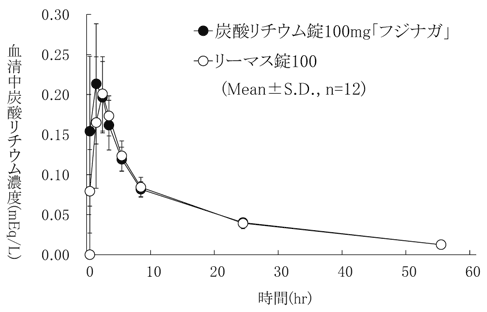 血清中炭酸リチウム濃度(mEq/L)
0.30
0.25
0.20
0.15
0.10
0.05
0.00
炭酸リチウム錠100mg「フジナガ」
リーマス錠100
(Mean±S.D., n=12)
0 10 20 30 40 50 60
時間(hr)